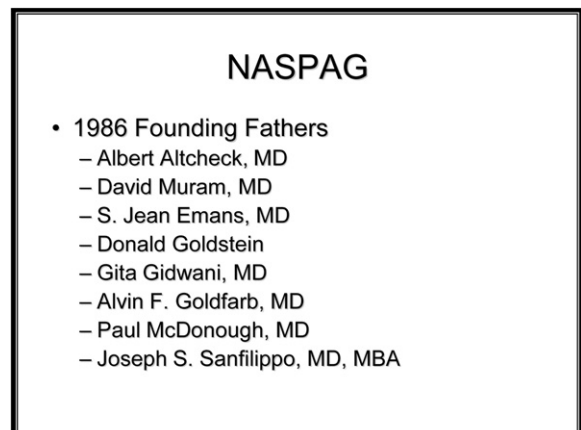 NASPAG
• 1986 Founding Fathers
– Albert Altcheck, MD
– David Muram, MD
– S. Jean Emans, MD
– Donald Goldstein
– Gita Gidwani, MD
– Alvin F. Goldfarb, MD
– Paul McDonough, MD
– Joseph S. Sanfilippo, MD, MBA